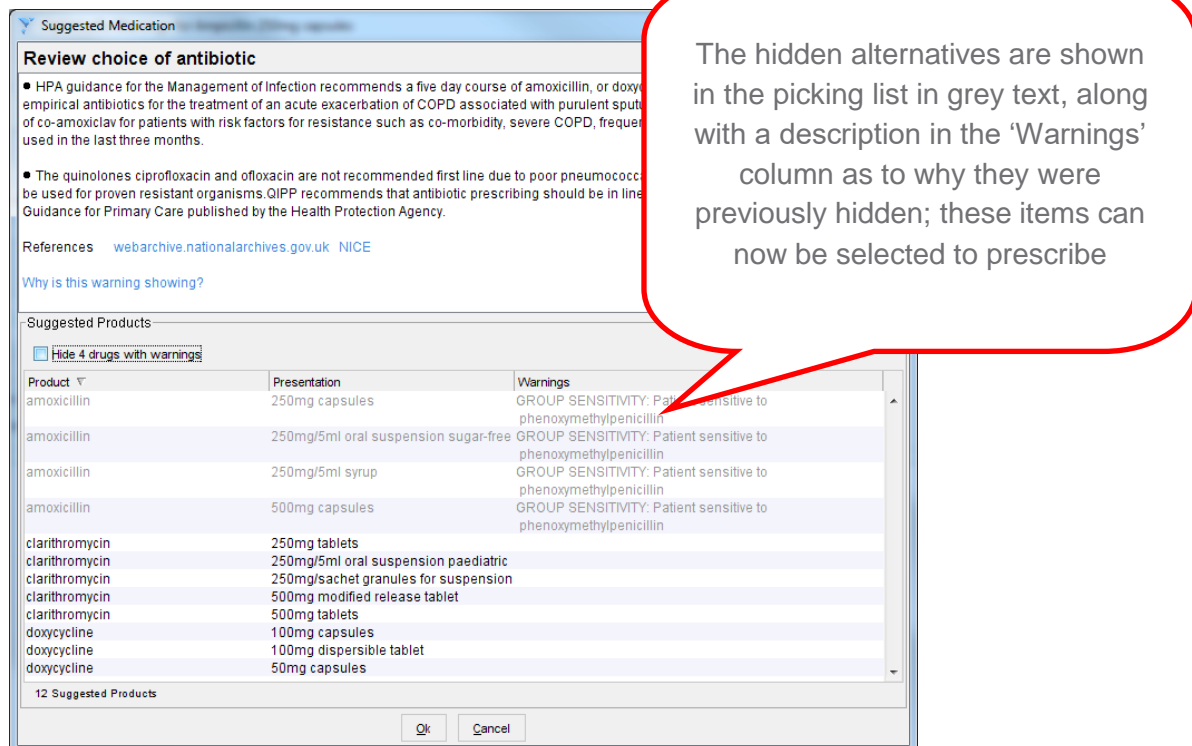 Suggested Medication
Review choice of antibiotic
● HPA guidance for the Management of Infection recommends a five day course of amoxicillin, or
empirical antibiotics for the treatment of an acute exacerbation of COPD associated with purulent
of co-amoxiclav for patients with risk factors for resistance such as co-morbidity, severe COPD,
used in the last three months.
● The quinolones ciprofloxacin and ofloxacin are not recommended first line due to poor
be used for proven resistant organisms.QIPP recommends that antibiotic prescribing should be in line
Guidance for Primary Care published by the Health Protection Agency.
References webarchive.nationalarchives.gov.uk NICE
Why is this warning showing?
The hidden alternatives are shown
in the picking list in grey text, along
with a description in the ‘Warnings’
column as to why they were
previously hidden; these items can
now be selected to prescribe
Suggested Products
Hide 4 drugs with warnings
Product Presentation Warnings
amoxicillin 250mg capsules GROUP SENSITIVITY: Patient sensitive to
phenoxymethylpenicillin
amoxicillin 250mg/5ml oral suspension sugar-free GROUP SENSITIVITY: Patient sensitive to
phenoxymethylpenicillin
amoxicillin 250mg/5ml syrup GROUP SENSITIVITY: Patient sensitive to
phenoxymethylpenicillin
amoxicillin 500mg capsules GROUP SENSITIVITY: Patient sensitive to
phenoxymethylpenicillin
clarithromycin 250mg tablets
clarithromycin 250mg/5ml oral suspension paediatric
clarithromycin 250mg/sachet granules for suspension
clarithromycin 500mg modified release tablet
clarithromycin 500mg tablets
doxycycline 100mg capsules
doxycycline 100mg dispersible tablet
doxycycline 50mg capsules
12 Suggested Products
Ok Cancel